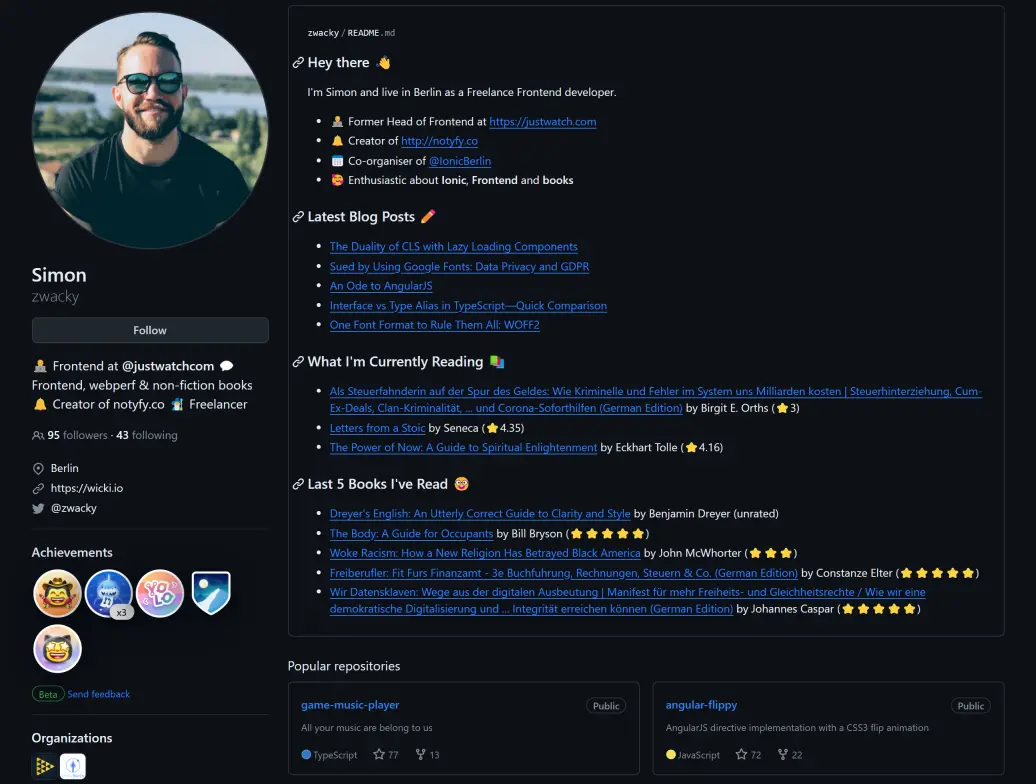 Simon
zwacky
Follow
Frontend at @justwatchcom
Frontend, webperf & non-fiction books
Creator of notyfy.co Freelancer
95 followers · 43 following
Berlin
https://wicki.io
@zwacky
Achievements
x3
YOLO
Beta Send feedback
Organizations
zwacky/README.md
Hey there
I'm Simon and live in Berlin as a Freelance Frontend developer.
Former Head of Frontend at https://justwatch.com
Creator of http://notyfy.co
Co-organiser of @IonicBerlin
Enthusiastic about Ionic, Frontend and books
Latest Blog Posts
The Duality of CLS with Lazy Loading Components
Sued by Using Google Fonts: Data Privacy and GDPR
An Ode to AngularJS
Interface vs Type Alias in TypeScript—Quick Comparison
One Font Format to Rule Them All: WOFF2
What I'm Currently Reading
Als Steuerfahnderin auf der Spur des Geldes: Wie Kriminelle und Fehler im System uns Milliarden kosten | Steuerhinterziehung, Cum-
Ex-Deals, Clan-Kriminalität, ... und Corona-Soforthilfen (German Edition) by Birgit E. Orths (⭐3)
Letters from a Stoic by Seneca (⭐4.35)
The Power of Now: A Guide to Spiritual Enlightenment by Eckhart Tolle (⭐4.16)
Last 5 Books I've Read
Dreyer's English: An Utterly Correct Guide to Clarity and Style by Benjamin Dreyer (unrated)
The Body: A Guide for Occupants by Bill Bryson (⭐⭐⭐⭐⭐)
Woke Racism: How a New Religion Has Betrayed Black America by John McWhorter (⭐⭐⭐)
Freiberufler: Fit Furs Finanzamt - 3e Buchfuhrung, Rechnungen, Steuern & Co. (German Edition) by Constanze Elter (⭐⭐⭐⭐⭐)
Wir Datensklaven: Wege aus der digitalen Ausbeutung | Manifest für mehr Freiheits- und Gleichheitsrechte / Wie wir eine
demokratische Digitalisierung und ... Integrität erreichen können (German Edition) by Johannes Caspar (⭐⭐⭐⭐⭐)
Popular repositories
game-music-player Public
All your music are belong to us
TypeScript 77 13
angular-flippy Public
AngularJS directive implementation with a CSS3 flip animation
JavaScript 72 22